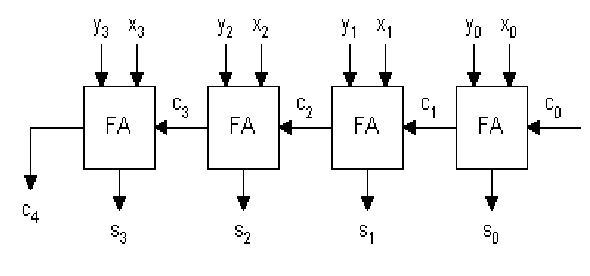 y₃ x₃ y₂ x₂ y₁ x₁ y₀ x₀
c₃ c₂ c₁ c₀
FA FA FA FA
c₄
s₃ s₂ s₁ s₀